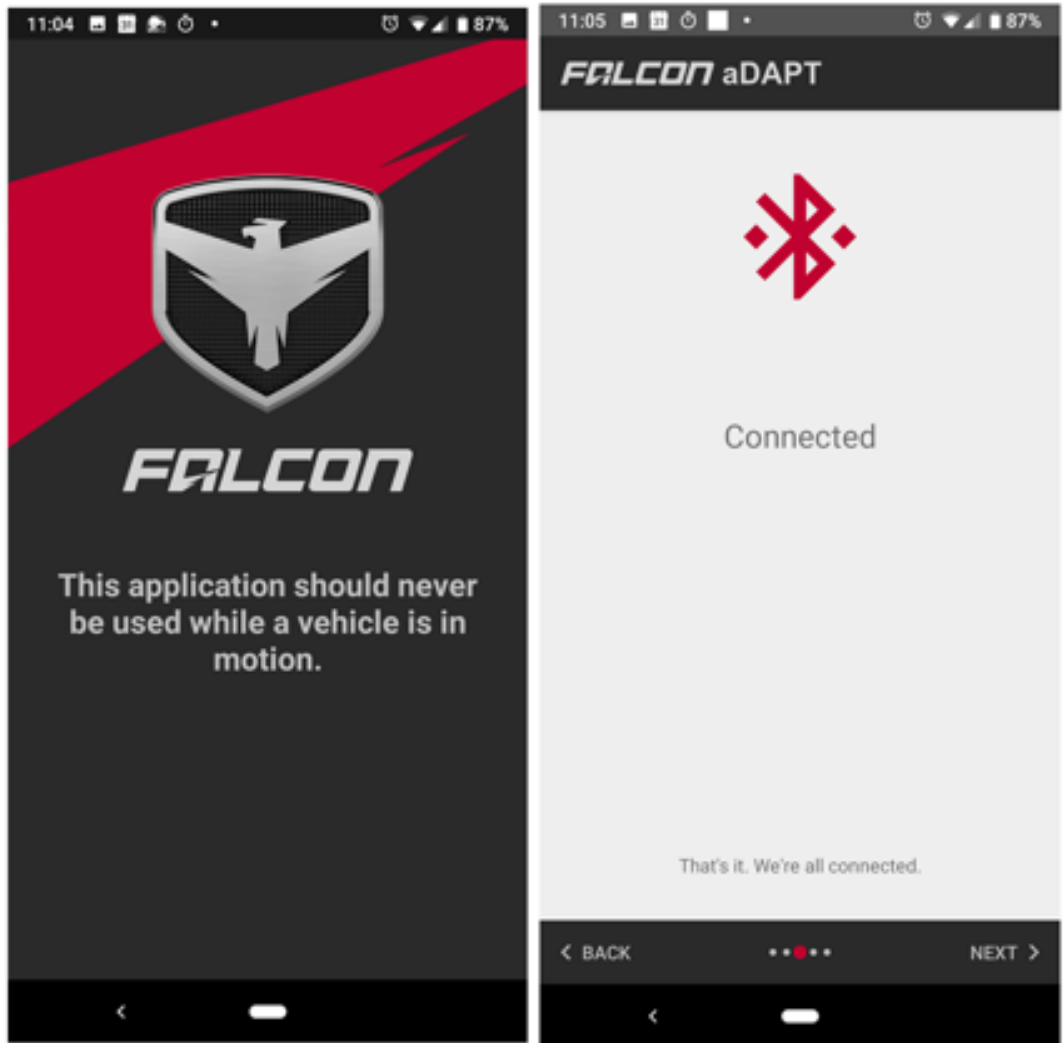 11:04
87%
FALCON
This application should never
be used while a vehicle is in
motion.
11:05
87%
FALCON aDAPT
Connected
That's it. We're all connected.
BACK
NEXT